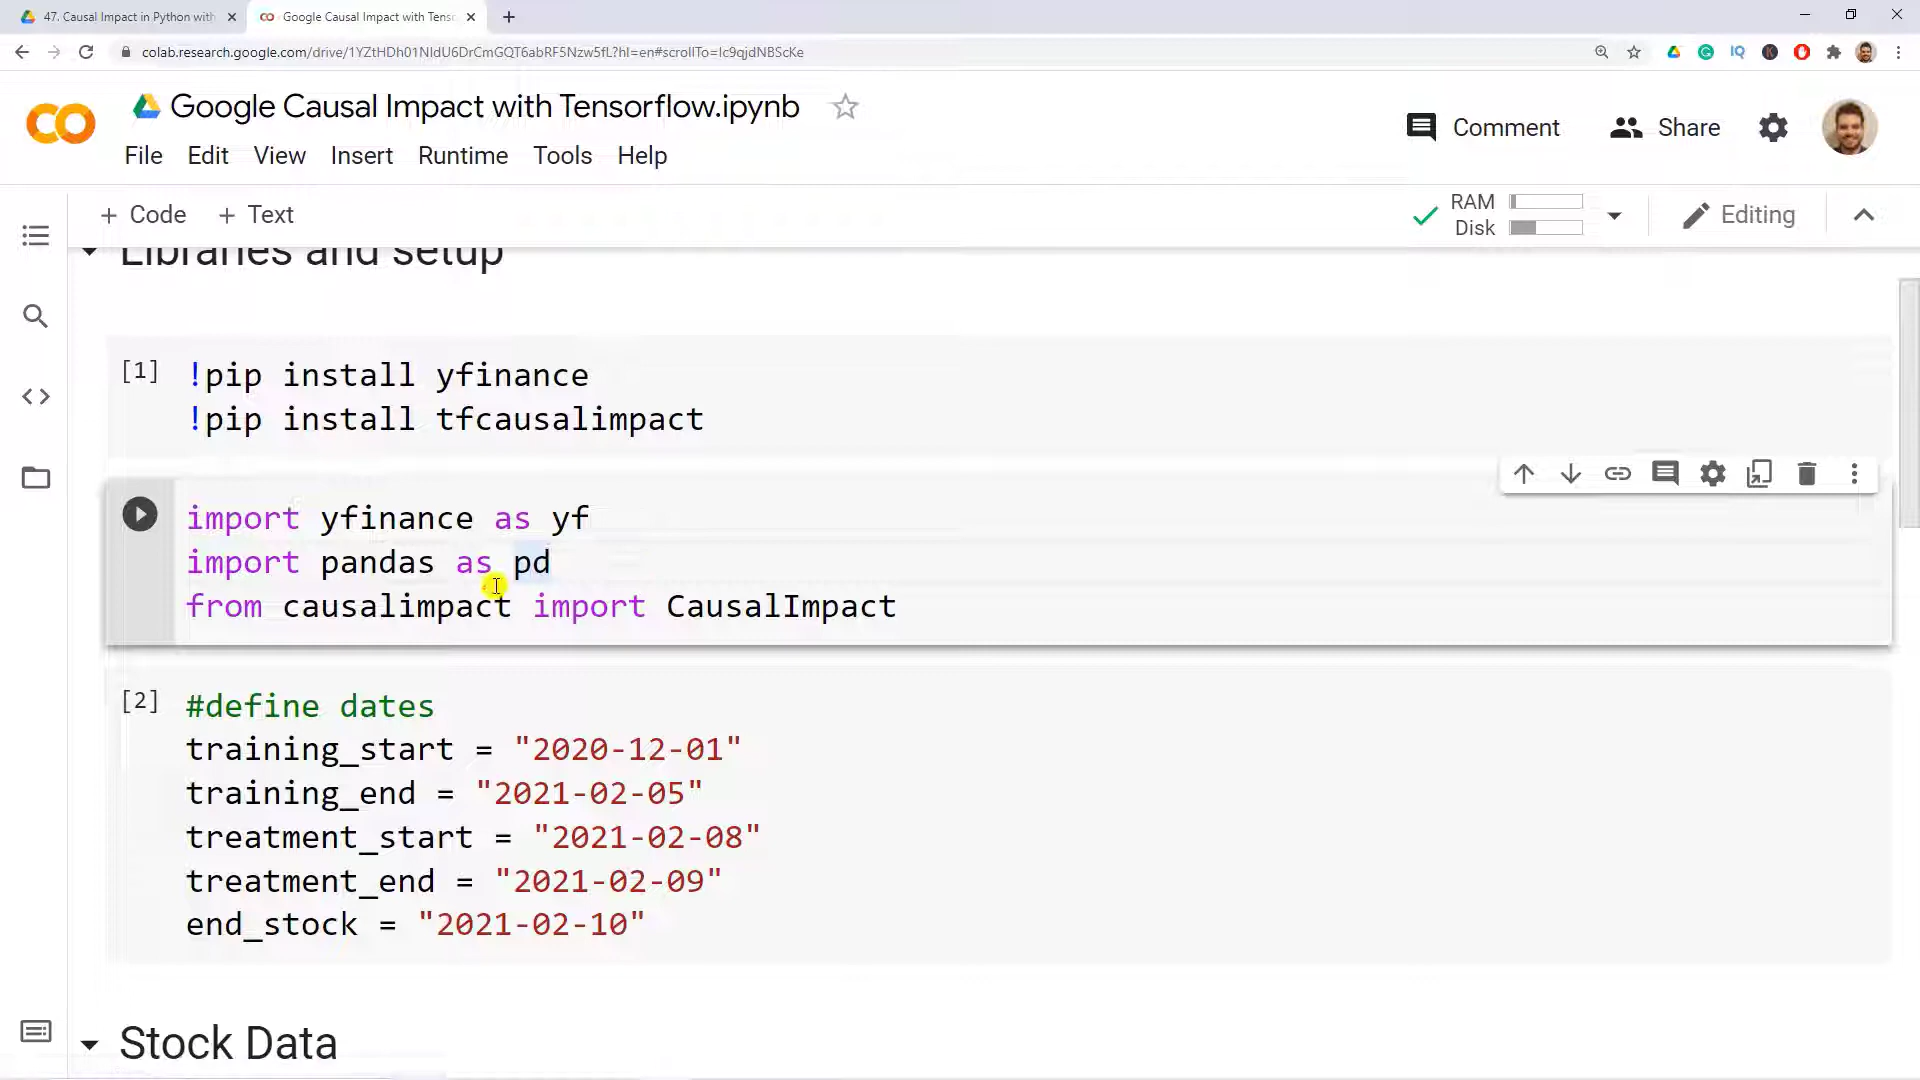 47. Causal Impact in Python with
Google Causal Impact with Tenso
colab.research.google.com/drive/1YZtHDh01NIdU6DrCmGQT6abRF5Nzw5fL?hl=en#scrollTo=Ic9qjdNBScKe
Google Causal Impact with Tensorflow.ipynb
Comment
Share
File Edit View Insert Runtime Tools Help
+ Code + Text
RAM
Disk
Editing
Libraries and setup
[1] !pip install yfinance
!pip install tfcausalimpact
import yfinance as yf
import pandas as pd
from causalimpact import CausalImpact
[2] #define dates
training_start = "2020-12-01"
training_end = "2021-02-05"
treatment_start = "2021-02-08"
treatment_end = "2021-02-09"
end_stock = "2021-02-10"
Stock Data